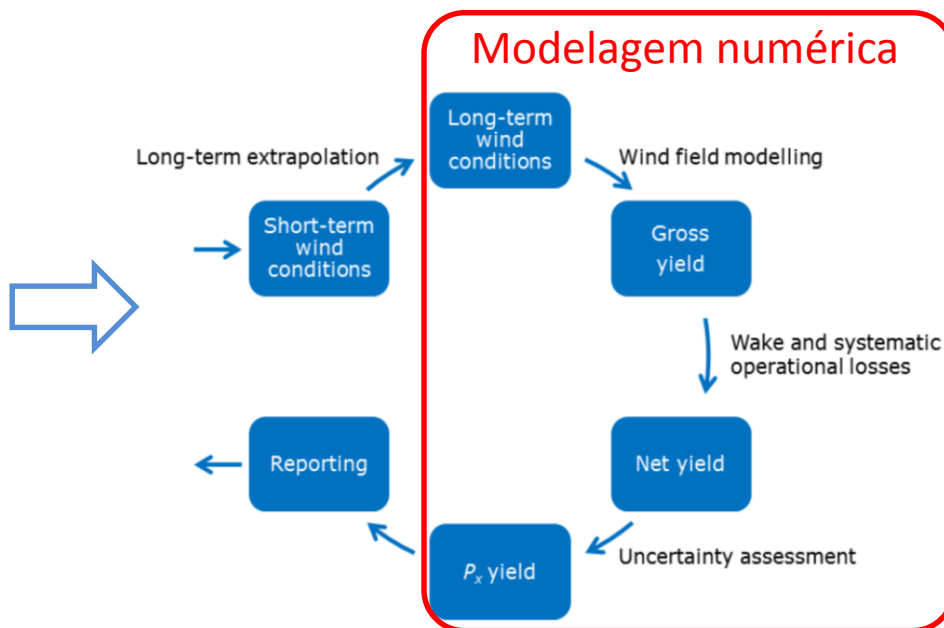 Modelagem numérica
Long-term
wind
conditions
Long-term extrapolation
Wind field modelling
Short-term
wind
conditions
Gross
yield
Wake and systematic
operational losses
Reporting
Net yield
Pₓ yield
Uncertainty assessment